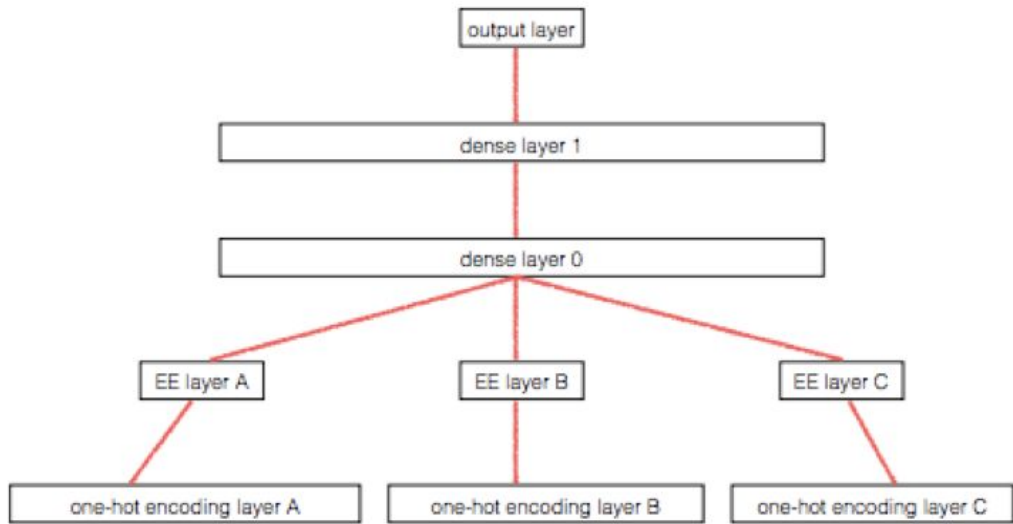 output layer
dense layer 1
dense layer 0
EE layer A
EE layer B
EE layer C
one-hot encoding layer A
one-hot encoding layer B
one-hot encoding layer C